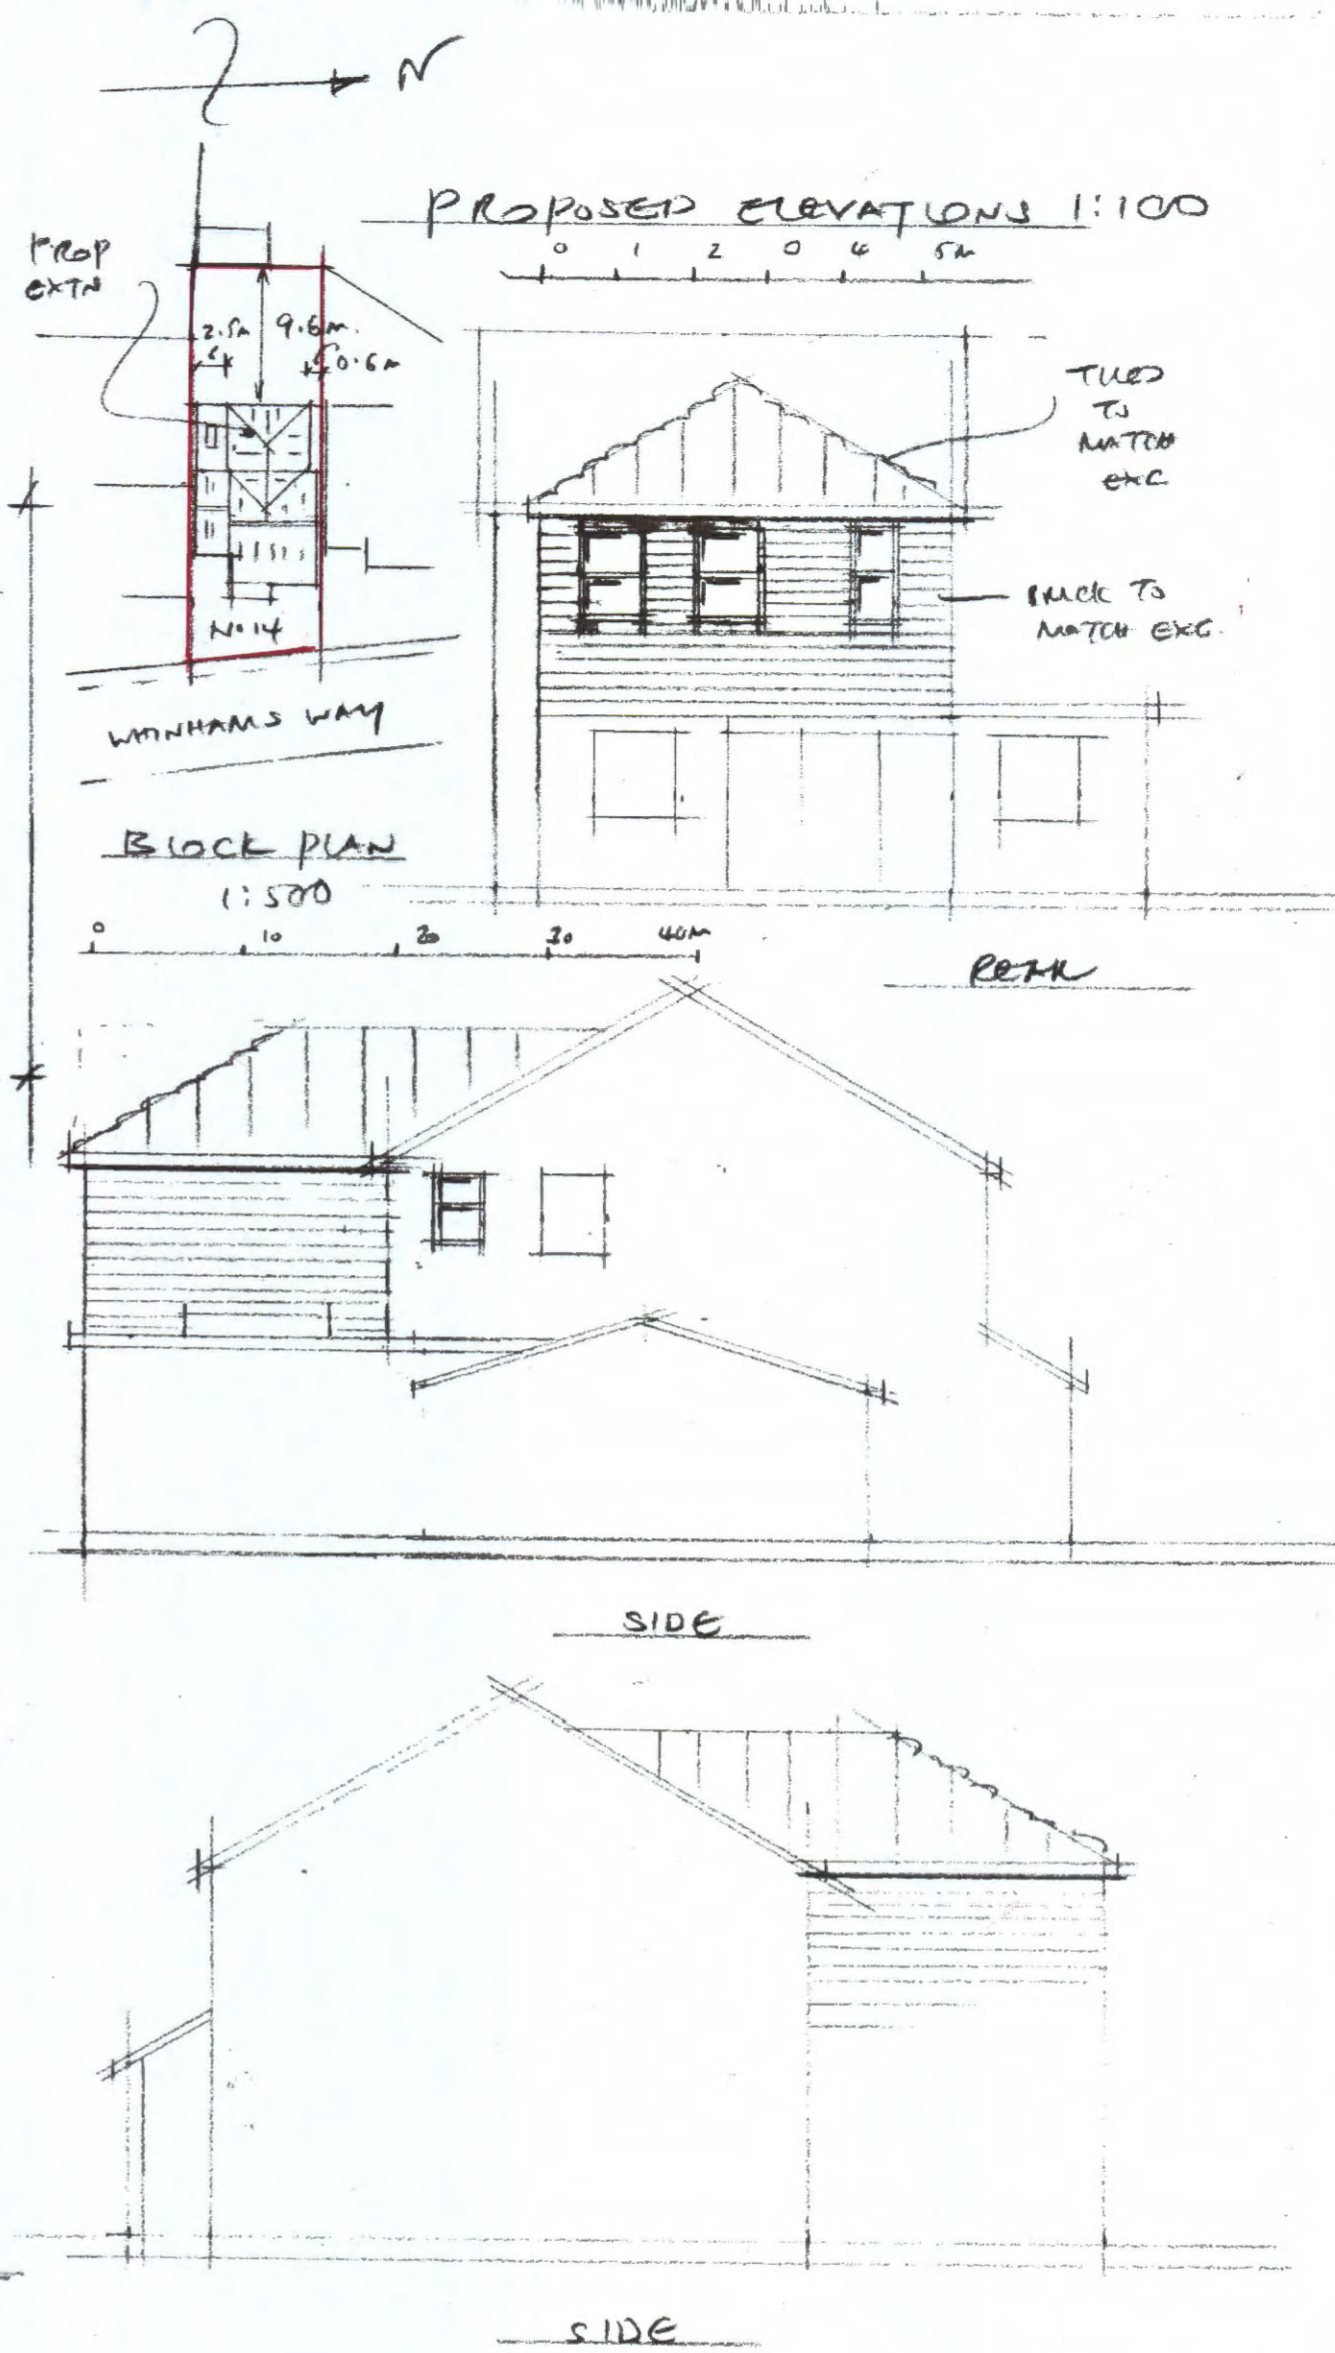 N
PROPOSED ELEVATIONS 1:100
0 1 2 0 4 5m
PROP
EXTN
2.5m 9.6m.
0.6m
TILED
TO
MATCH
EXG
BRICK TO
MATCH EXG.
No 14
WAY
BLOCK PLAN
1:500
0 10 20 30 40m
REAR
SIDE
SIDE